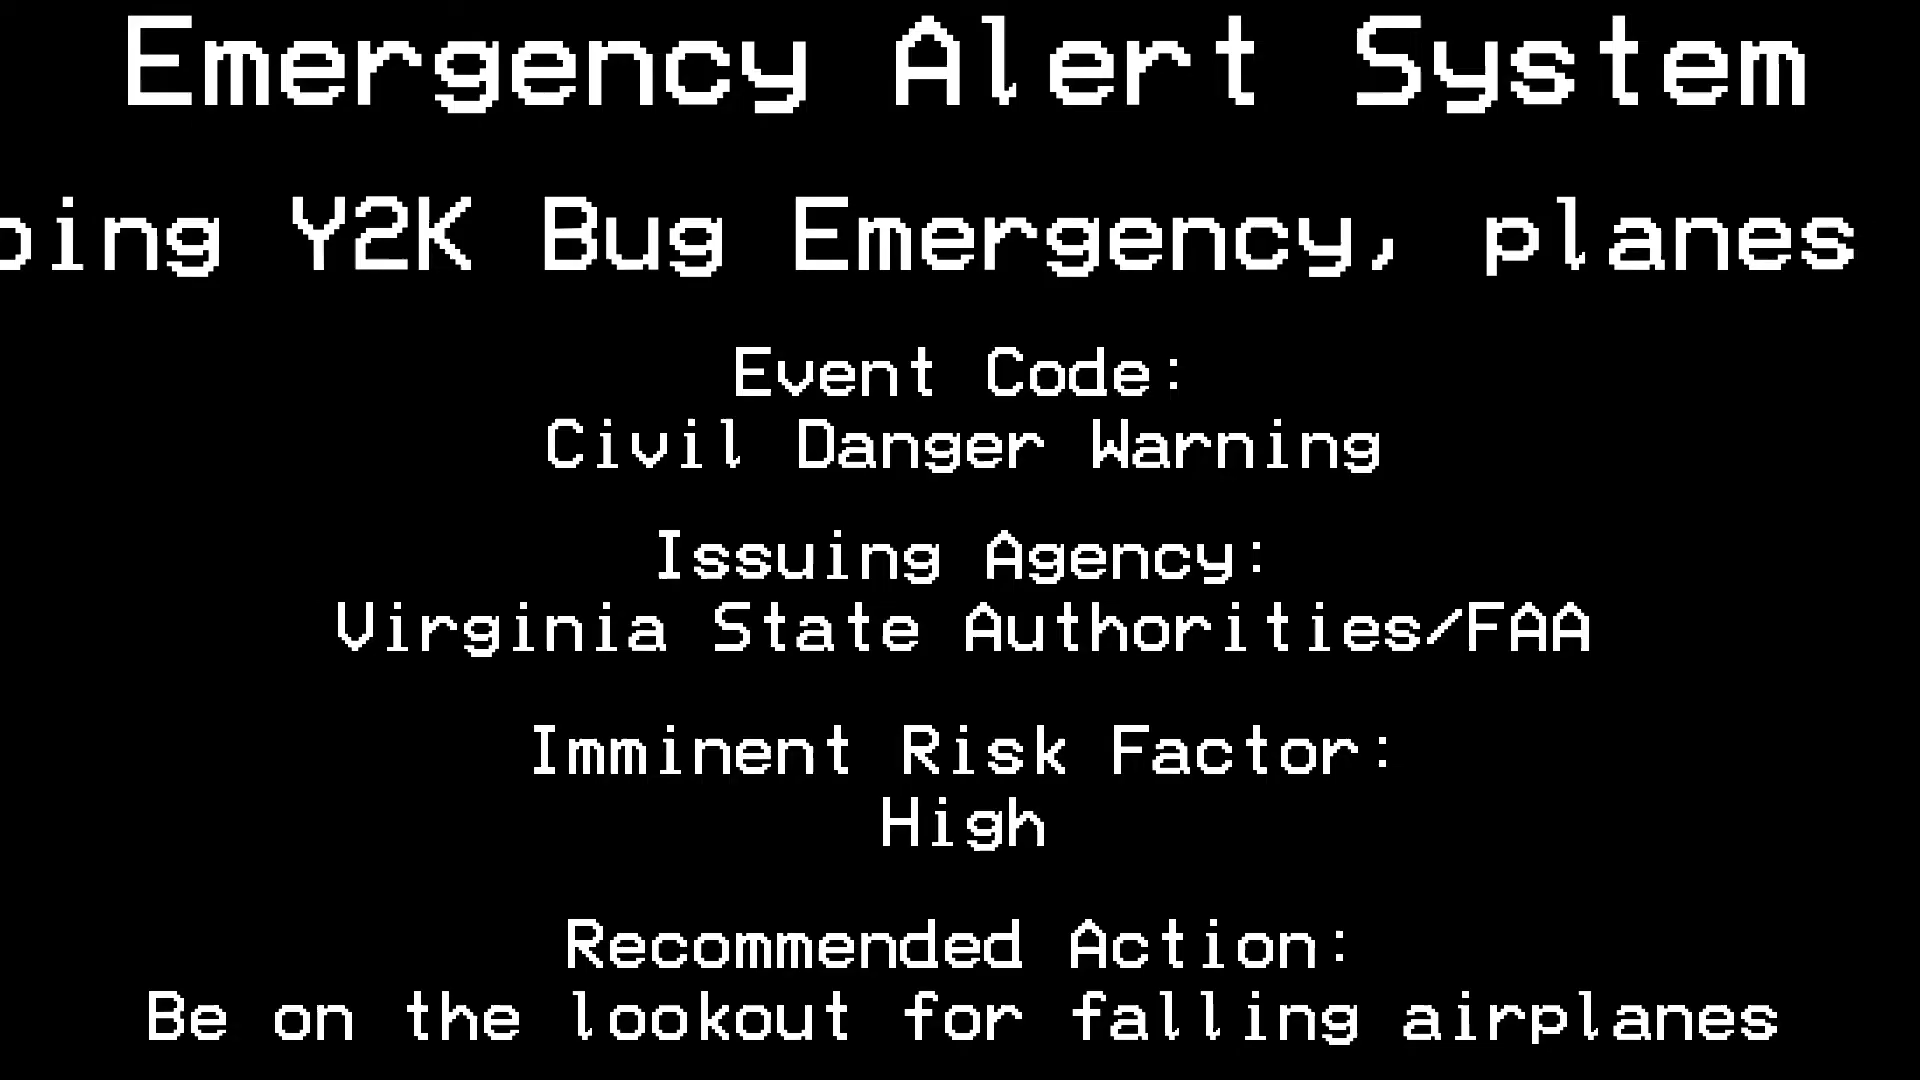 Emergency Alert System
ping Y2K Bug Emergency, planes
Event Code:
Civil Danger Warning
Issuing Agency:
Virginia State Authorities/FAA
Imminent Risk Factor:
High
Recommended Action:
Be on the lookout for falling airplanes